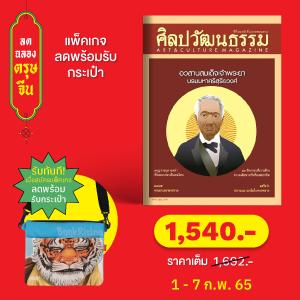 ลด
ฉลอง
ตรุษ
จีน
แพ็คเกจ
ลดพร้อมรับ
กระเป๋า
ศิลปวัฒนธรรม
ART&CULTURE MAGAZINE
อวสานสมเด็จเจ้าพระยา
บรมมหาศรีสุริยวงศ์
รับทันที!
ลดพร้อม
รับกระเป๋า
1,540.-
ราคาเต็ม 1,692.-
1 - 7 ก.พ. 65